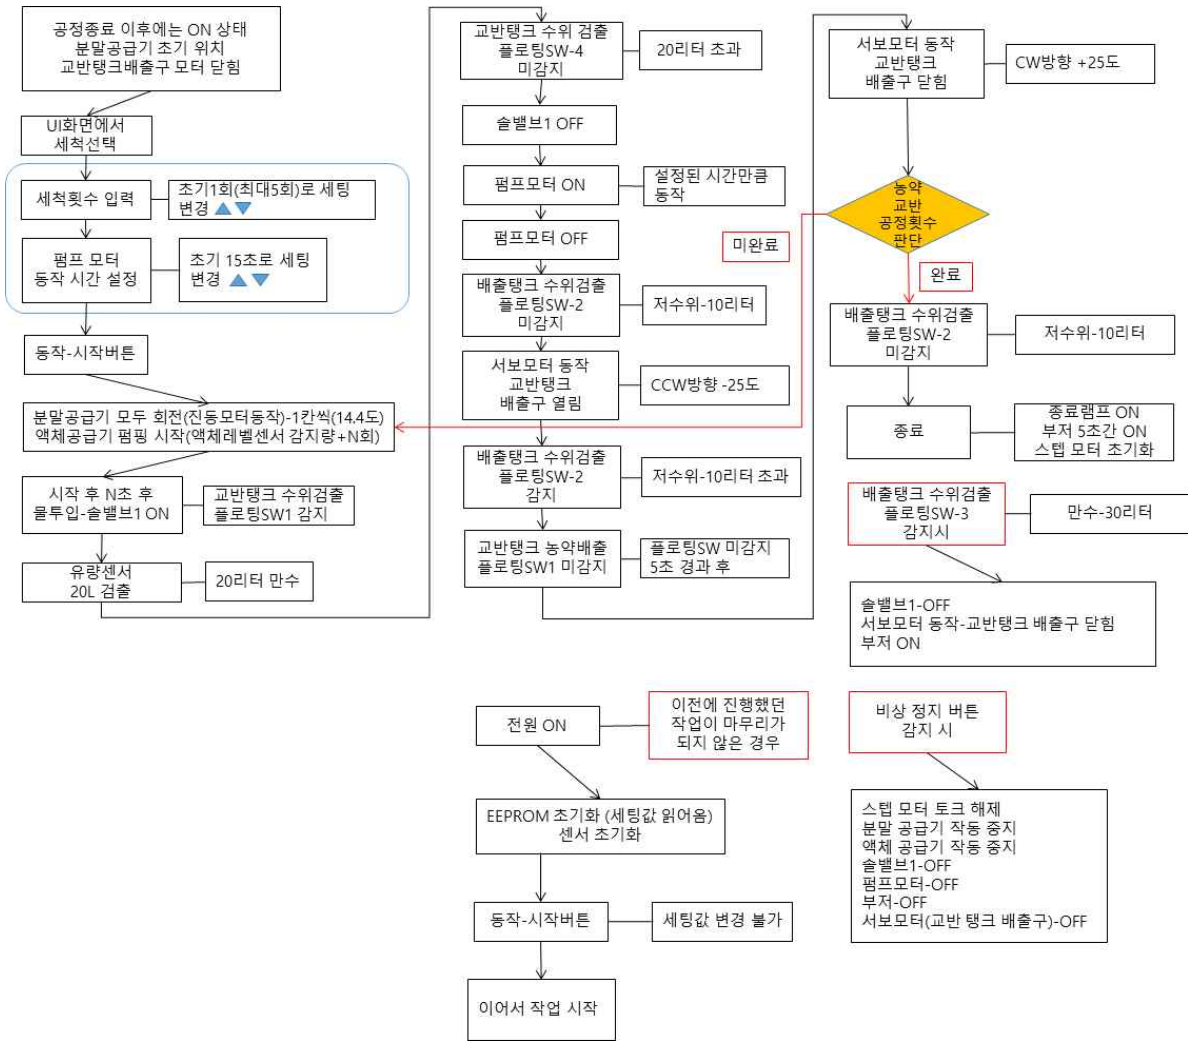 공정종료 이후에는 ON 상태
분말공급기 초기 위치
교반탱크배출구 모터 닫힘
UI화면에서
세척선택
세척횟수 입력
초기1회(최대5회)로 세팅
변경 ▲▼
펌프 모터
동작 시간 설정
초기 15초로 세팅
변경 ▲▼
동작-시작버튼
분말공급기 모두 회전(진동모터동작)-1칸씩(14.4도)
액체공급기 펌핑 시작(액체레벨센서 감지량+N회)
시작 후 N초 후
물투입-솔밸브1 ON
교반탱크 수위검출
플로팅SW1 감지
유량센서
20L 검출
20리터 만수
교반탱크 수위 검출
플로팅SW-4
미감지
20리터 초과
솔밸브1 OFF
펌프모터 ON
설정된 시간만큼
동작
펌프모터 OFF
배출탱크 수위검출
플로팅SW-2
미감지
저수위-10리터
서보모터 동작
교반탱크
배출구 열림
CCW방향 -25도
배출탱크 수위검출
플로팅SW-2
감지
저수위-10리터 초과
교반탱크 농약배출
플로팅SW1 미감지
플로팅SW 미감지
5초 경과 후
서보모터 동작
교반탱크
배출구 닫힘
CW방향 +25도
농약
교반
공정횟수
판단
미완료
완료
배출탱크 수위검출
플로팅SW-2
미감지
저수위-10리터
종료
종료램프 ON
부저 5초간 ON
스텝 모터 초기화
배출탱크 수위검출
플로팅SW-3
감지시
만수-30리터
솔밸브1-OFF
서보모터 동작-교반탱크 배출구 닫힘
부저 ON
전원 ON
이전에 진행했던
작업이 마무리가
되지 않은 경우
EEPROM 초기화 (세팅값 읽어옴)
센서 초기화
동작-시작버튼
세팅값 변경 불가
이어서 작업 시작
비상 정지 버튼
감지 시
스텝 모터 토크 해제
분말 공급기 작동 중지
액체 공급기 작동 중지
솔밸브1-OFF
펌프모터-OFF
부저-OFF
서보모터(교반 탱크 배출구)-OFF